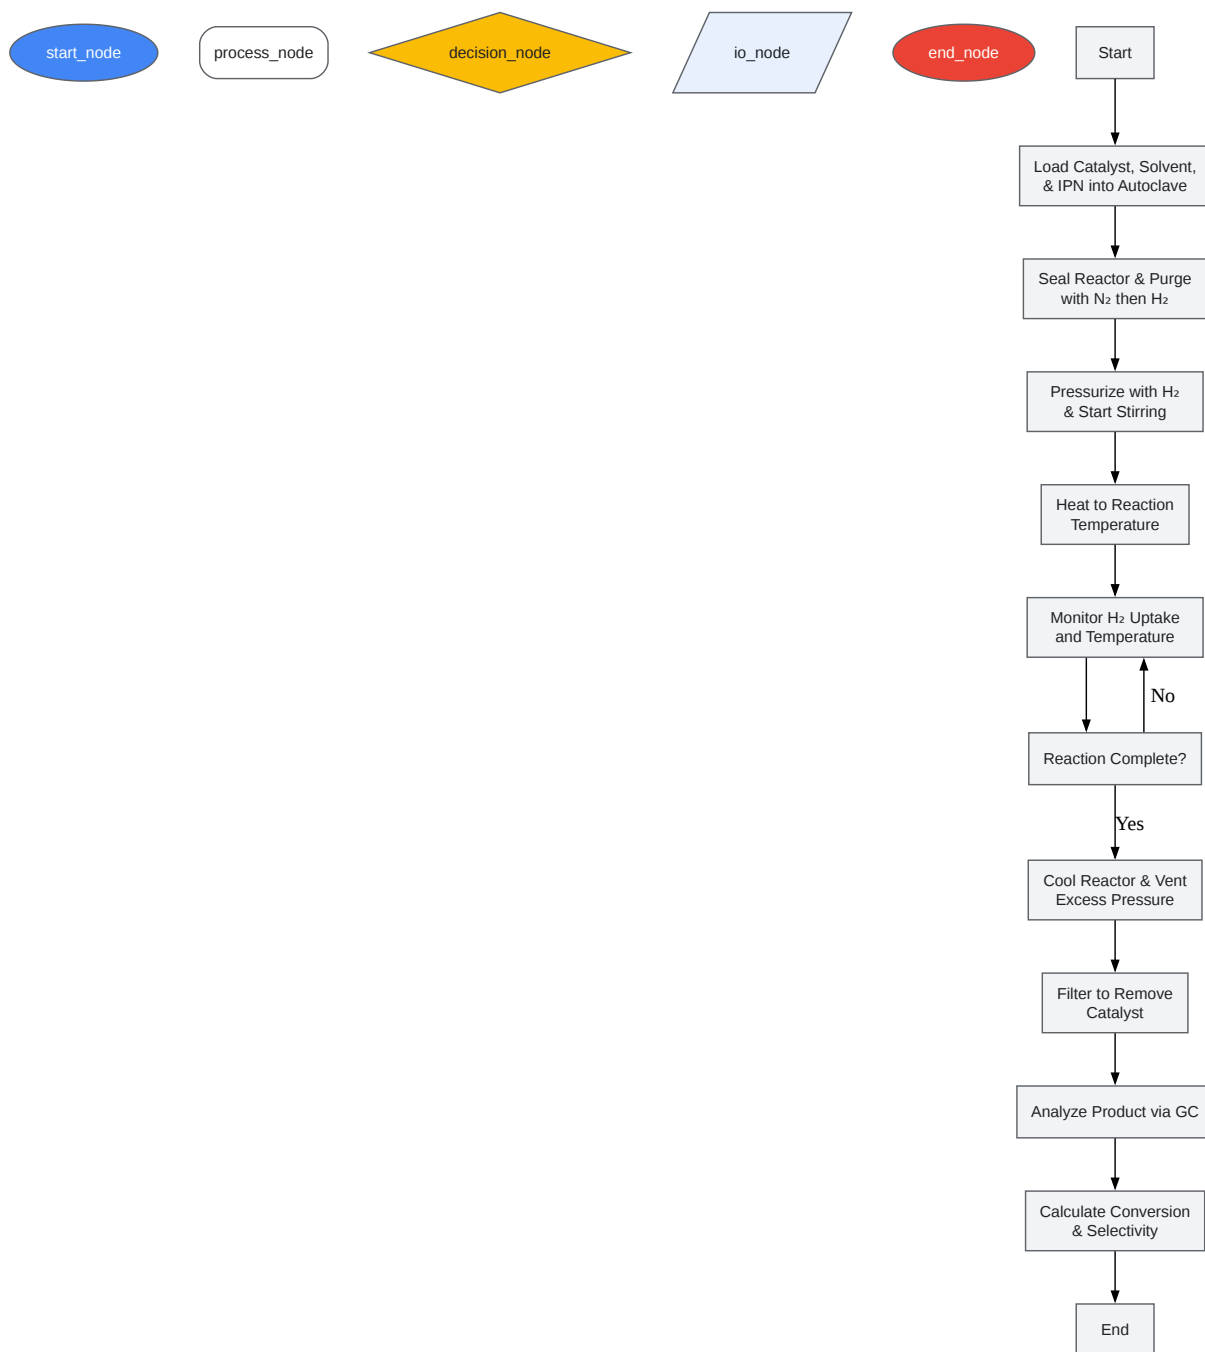 start_node
process_node
decision_node
io_node
end_node
Start
Load Catalyst, Solvent,
& IPN into Autoclave
Seal Reactor & Purge
with N₂ then H₂
Pressurize with H₂
& Start Stirring
Heat to Reaction
Temperature
Monitor H₂ Uptake
and Temperature
No
Reaction Complete?
Yes
Cool Reactor & Vent
Excess Pressure
Filter to Remove
Catalyst
Analyze Product via GC
Calculate Conversion
& Selectivity
End